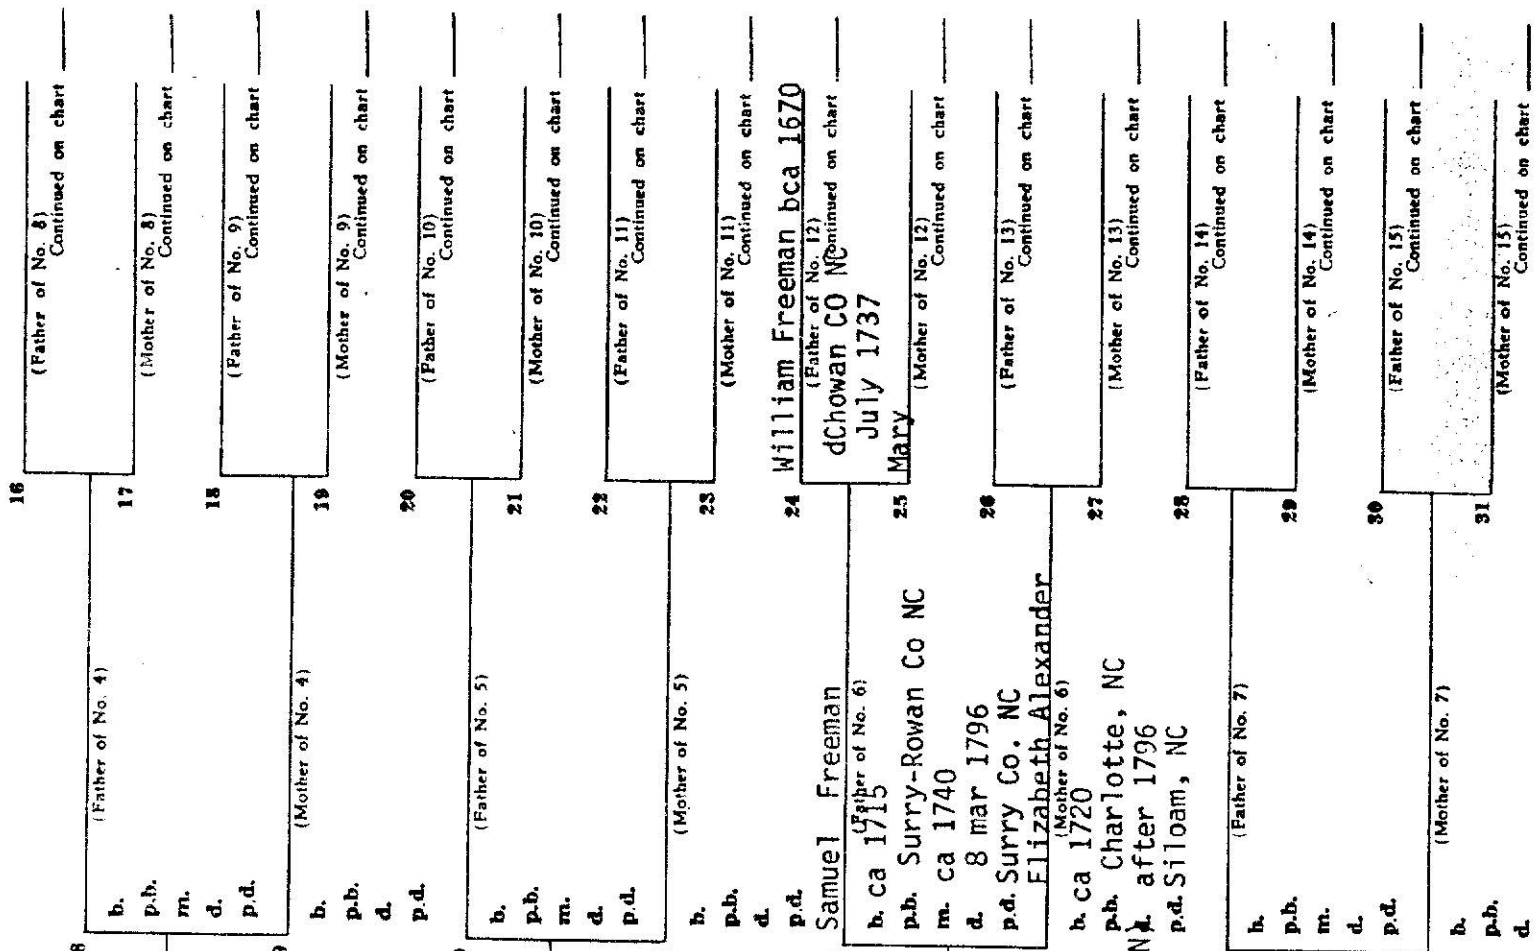 16
(Father of No. 8)
Continued on chart
17
(Mother of No. 8)
Continued on chart
18
(Father of No. 9)
Continued on chart
19
(Mother of No. 9)
Continued on chart
20
(Father of No. 10)
Continued on chart
21
(Mother of No. 10)
Continued on chart
22
(Father of No. 11)
Continued on chart
23
(Mother of No. 11)
Continued on chart
24
William Freeman bca 1670
(Father of No. 12)
Continued on chart
dChowan CO NC
July 1737
25
Mary
(Mother of No. 12)
Continued on chart
26
(Father of No. 13)
Continued on chart
27
(Mother of No. 13)
Continued on chart
28
(Father of No. 14)
Continued on chart
29
(Mother of No. 14)
Continued on chart
30
(Father of No. 15)
Continued on chart
31
(Mother of No. 15)
Continued on chart
8
(Father of No. 4)
b.
p.b.
m.
d.
p.d.
9
(Mother of No. 4)
b.
p.b.
d.
p.d.
(Father of No. 5)
b.
p.b.
m.
d.
p.d.
(Mother of No. 5)
b.
p.b.
d.
p.d.
Samuel Freeman
(Father of No. 6)
b. ca 1715
p.b. Surry-Rowan Co NC
m. ca 1740
d. 8 mar 1796
p.d. Surry Co. NC
Elizabeth Alexander
(Mother of No. 6)
b. ca 1720
p.b. Charlotte, NC
d. after 1796
p.d. Siloam, NC
(Father of No. 7)
b.
p.b.
m.
d.
p.d.
(Mother of No. 7)
b.
p.b.
d.